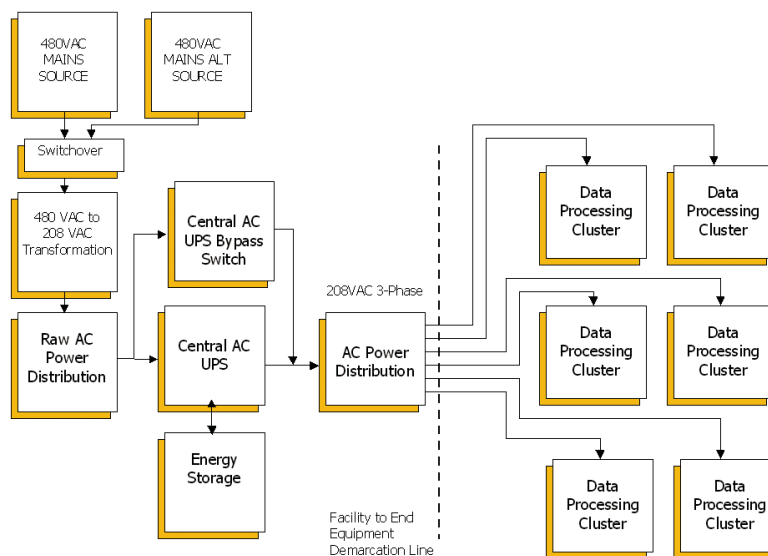 480VAC
MAINS
SOURCE
480VAC
MAINS ALT
SOURCE
Switchover
480 VAC to
208 VAC
Transformation
Central AC
UPS Bypass
Switch
Raw AC
Power
Distribution
Central AC
UPS
Energy
Storage
208VAC 3-Phase
AC Power
Distribution
Facility to End
Equipment
Demarcation Line
Data
Processing
Cluster
Data
Processing
Cluster
Data
Processing
Cluster
Data
Processing
Cluster
Data
Processing
Cluster
Data
Processing
Cluster